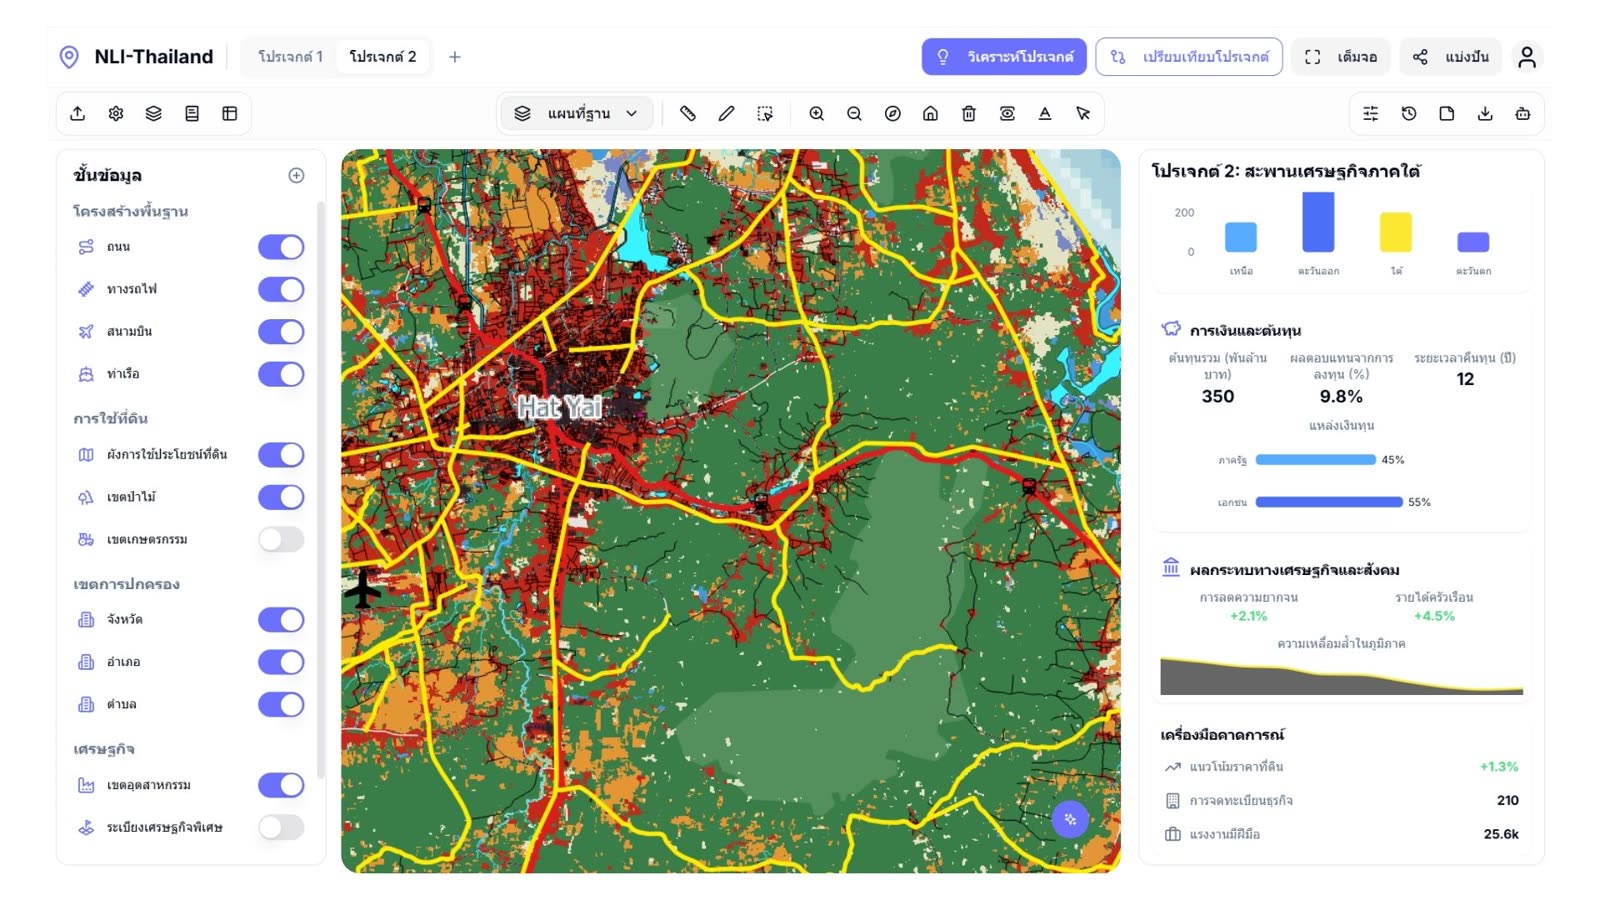 NLI-Thailand
โปรเจกต์ 1
โปรเจกต์ 2
วิเคราะห์โปรเจกต์
เปรียบเทียบโปรเจกต์
เต็มจอ
แบ่งปัน
แผนที่ฐาน
ชั้นข้อมูล
โครงสร้างพื้นฐาน
ถนน
ทางรถไฟ
สนามบิน
ท่าเรือ
การใช้ที่ดิน
ผังการใช้ประโยชน์ที่ดิน
เขตป่าไม้
เขตเกษตรกรรม
เขตการปกครอง
จังหวัด
อำเภอ
ตำบล
เศรษฐกิจ
เขตอุตสาหกรรม
ระเบียงเศรษฐกิจพิเศษ
Hat Yai
โปรเจกต์ 2: สะพานเศรษฐกิจภาคใต้
200
0
เหนือ
ตะวันออก
ใต้
ตะวันตก
การเงินและต้นทุน
ต้นทุนรวม (พันล้าน
บาท)
350
ผลตอบแทนจากการ
ลงทุน (%)
9.8%
ระยะเวลาคืนทุน (ปี)
12
แหล่งเงินทุน
ภาครัฐ 45%
เอกชน 55%
ผลกระทบทางเศรษฐกิจและสังคม
การลดความยากจน
+2.1%
รายได้ครัวเรือน
+4.5%
ความเหลื่อมล้ำในภูมิภาค
เครื่องมือคาดการณ์
แนวโน้มราคาที่ดิน +1.3%
การจดทะเบียนธุรกิจ 210
แรงงานมีฝีมือ 25.6k